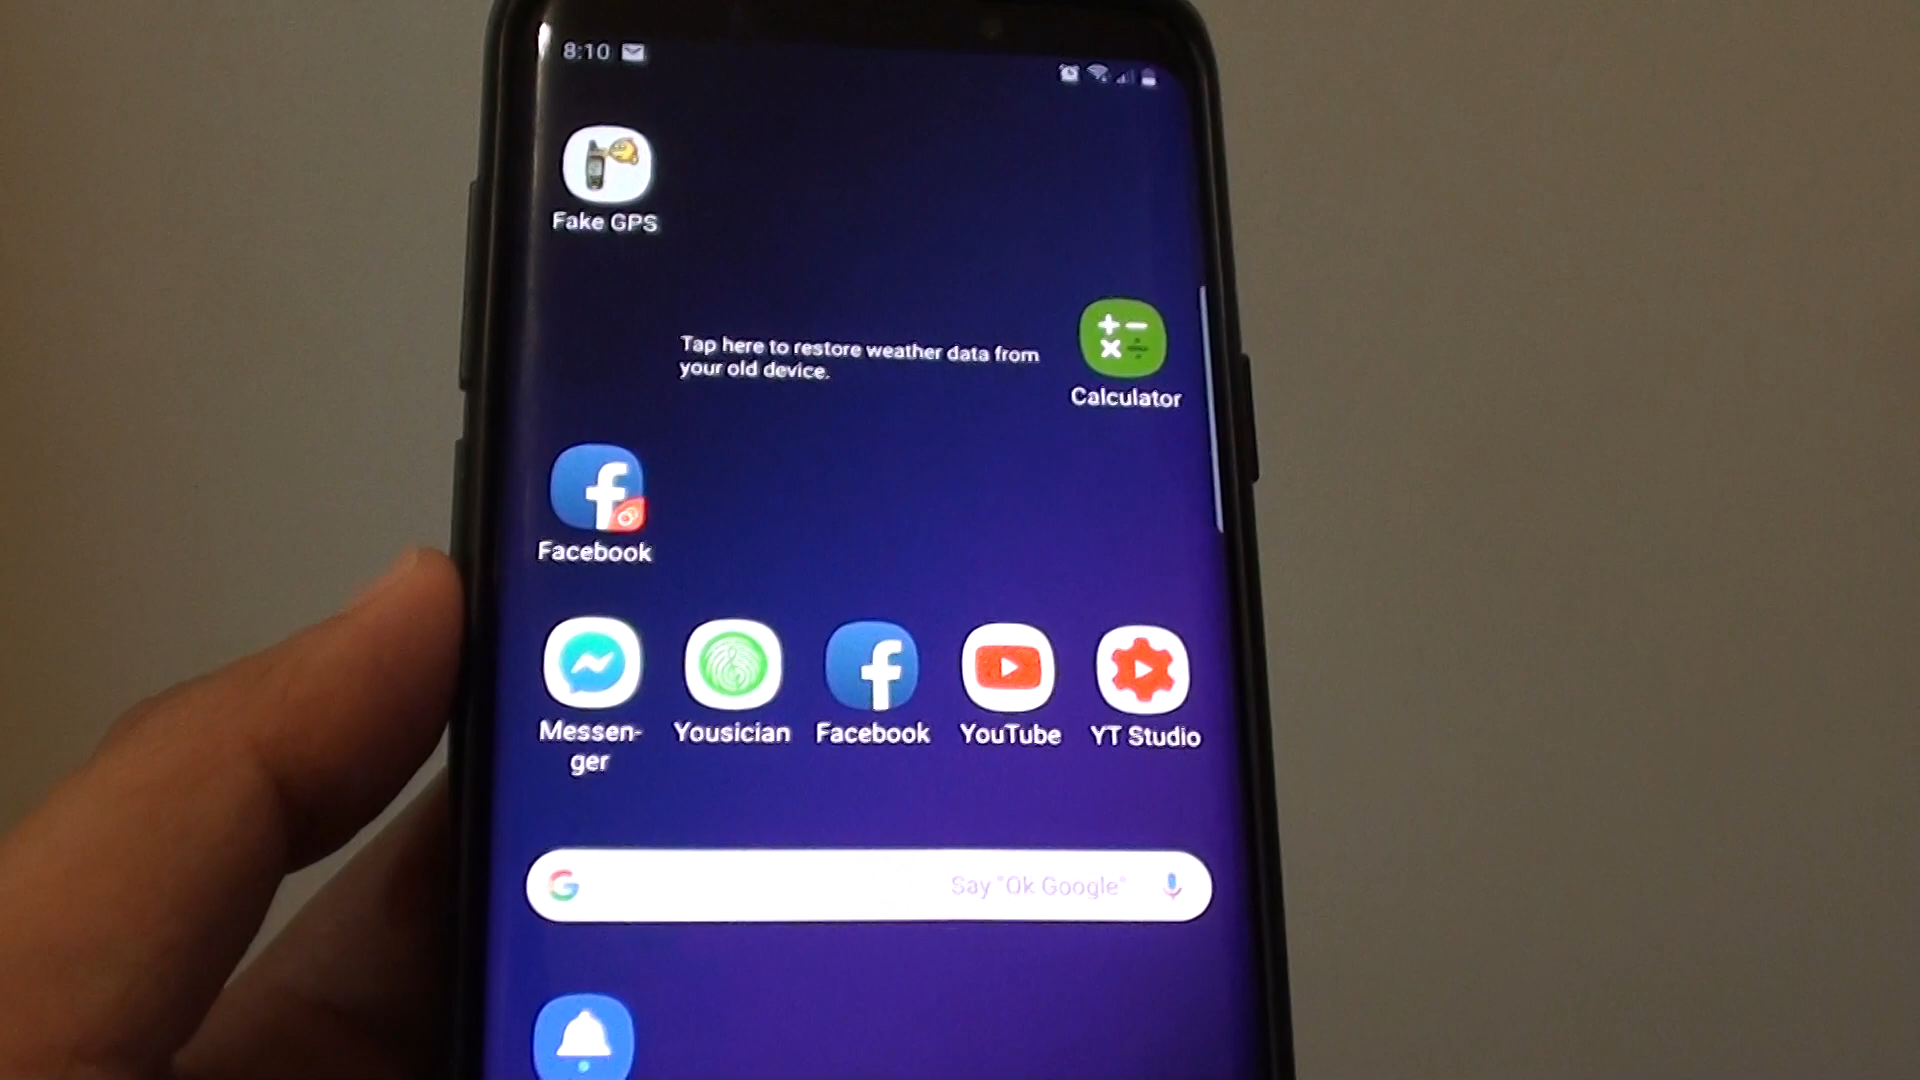 8:10
Fake GPS
Tap here to restore weather data from
your old device.
Calculator
Facebook
Messen-
ger
Yousician
Facebook
YouTube
YT Studio
Say "Ok Google"